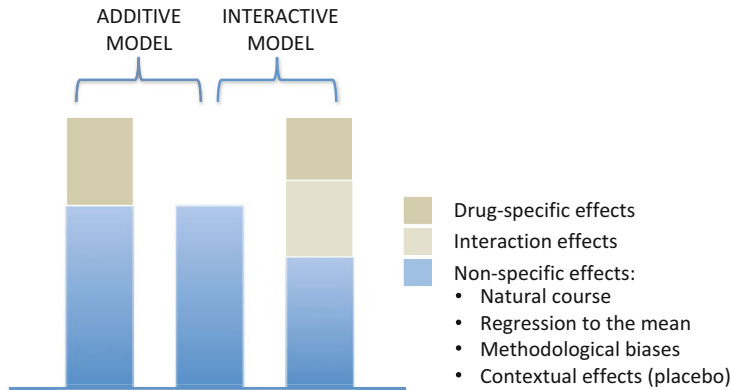 ADDITIVE
MODEL
INTERACTIVE
MODEL
Drug-specific effects
Interaction effects
Non-specific effects:
• Natural course
• Regression to the mean
• Methodological biases
• Contextual effects (placebo)